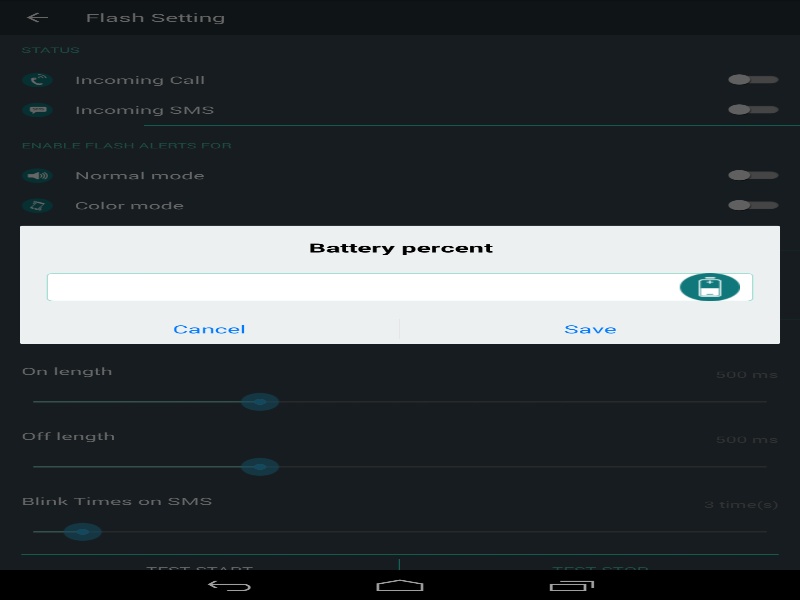 Flash Setting
STATUS
Incoming Call
Incoming SMS
ENABLE FLASH ALERTS FOR
Normal mode
Color mode
Battery percent
Cancel
Save
On length
500 ms
Off length
500 ms
Blink Times on SMS
3 time(s)
TEST START
TEST STOP